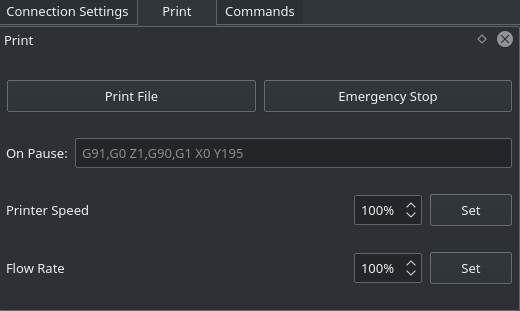 Connection Settings Print Commands
Print
Print File Emergency Stop
On Pause: G91,G0 Z1,G90,G1 X0 Y195
Printer Speed 100% Set
Flow Rate 100% Set